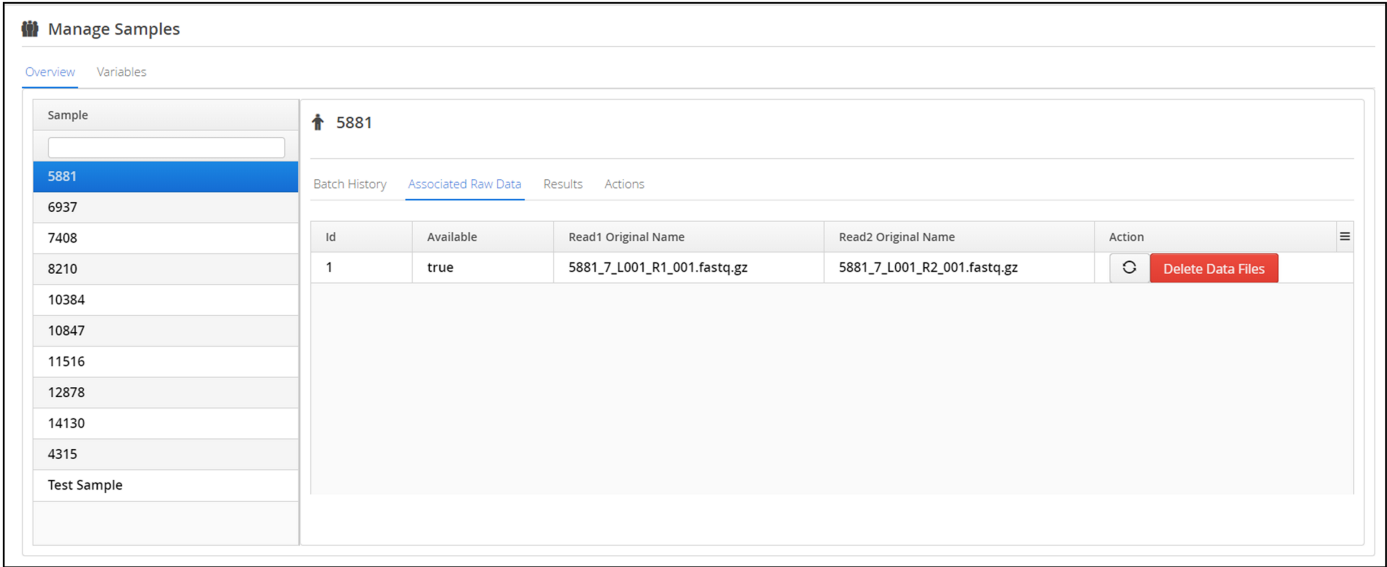 Manage Samples
Overview Variables
Sample
5881
6937
7408
8210
10384
10847
11516
12878
14130
4315
Test Sample
5881
Batch History Associated Raw Data Results Actions
Id Available Read1 Original Name Read2 Original Name Action
1 true 5881_7_L001_R1_001.fastq.gz 5881_7_L001_R2_001.fastq.gz Delete Data Files